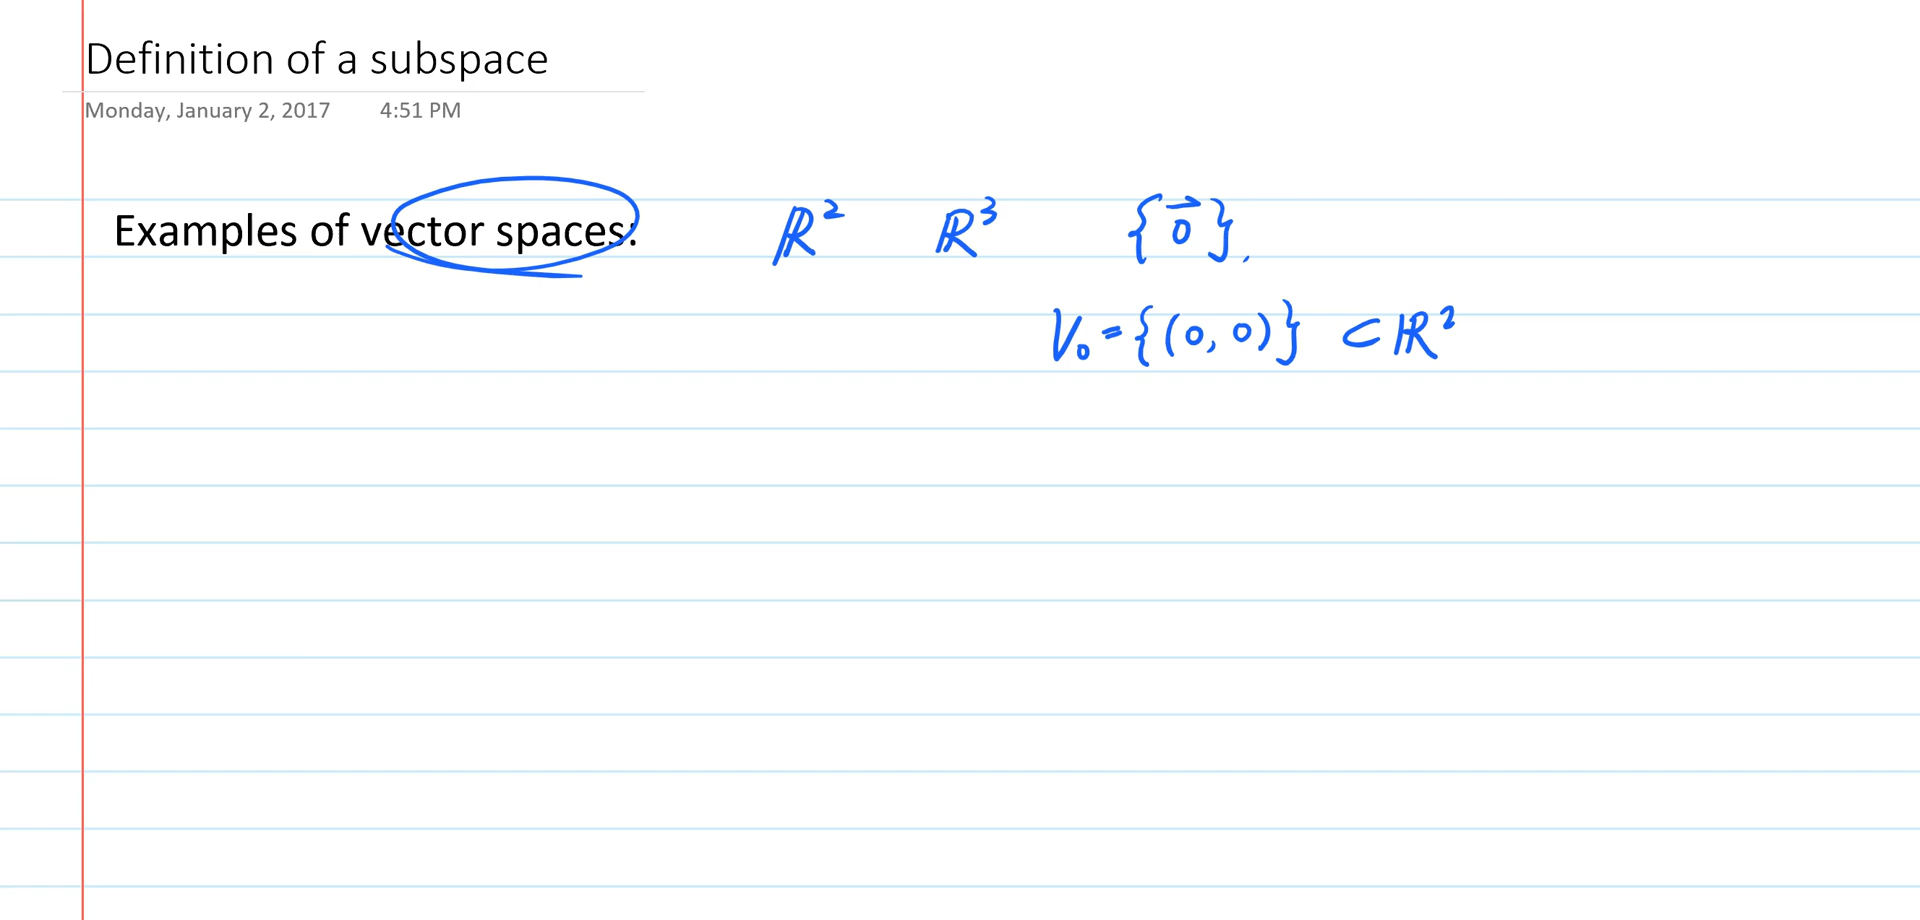 Definition of a subspace
Monday, January 2, 2017 4:51 PM
Examples of vector spaces: ℝ² ℝ³ {0⃗}.
V₀ = {(0, 0)} ⊂ ℝ²